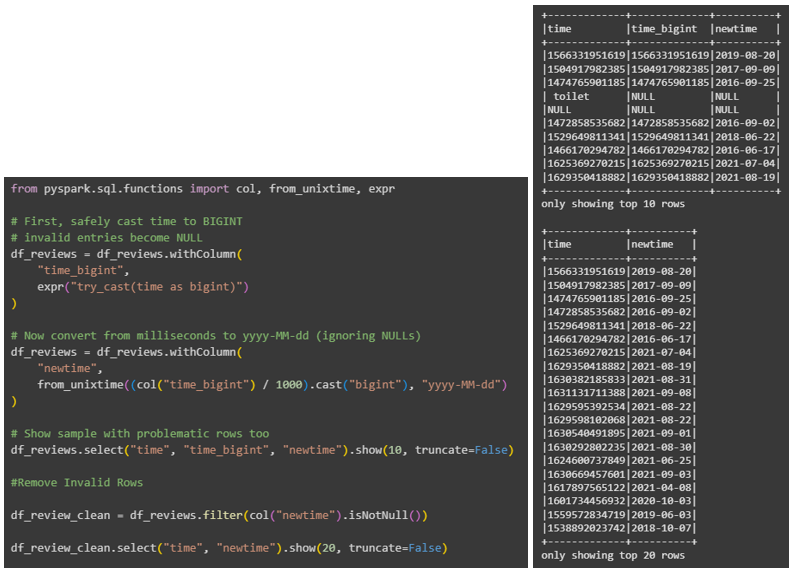 from pyspark.sql.functions import col, from_unixtime, expr
# First, safely cast time to BIGINT
# invalid entries become NULL
df_reviews = df_reviews.withColumn(
    "time_bigint",
    expr("try_cast(time as bigint)")
)
# Now convert from milliseconds to yyyy-MM-dd (ignoring NULLs)
df_reviews = df_reviews.withColumn(
    "newtime",
    from_unixtime((col("time_bigint") / 1000).cast("bigint"), "yyyy-MM-dd")
)
# Show sample with problematic rows too
df_reviews.select("time", "time_bigint", "newtime").show(10, truncate=False)
#Remove Invalid Rows
df_review_clean = df_reviews.filter(col("newtime").isNotNull())
df_review_clean.select("time", "newtime").show(20, truncate=False)
+-------------+-------------+----------+
|time         |time_bigint  |newtime   |
+-------------+-------------+----------+
|1566331951619|1566331951619|2019-08-20|
|1504917982385|1504917982385|2017-09-09|
|1474765901185|1474765901185|2016-09-25|
| toilet      |NULL         |NULL      |
|NULL         |NULL         |NULL      |
|1472858535682|1472858535682|2016-09-02|
|1529649811341|1529649811341|2018-06-22|
|1466170294782|1466170294782|2016-06-17|
|1625369270215|1625369270215|2021-07-04|
|1629350418882|1629350418882|2021-08-19|
+-------------+-------------+----------+
only showing top 10 rows
+-------------+----------+
|time         |newtime   |
+-------------+----------+
|1566331951619|2019-08-20|
|1504917982385|2017-09-09|
|1474765901185|2016-09-25|
|1472858535682|2016-09-02|
|1529649811341|2018-06-22|
|1466170294782|2016-06-17|
|1625369270215|2021-07-04|
|1629350418882|2021-08-19|
|1630382185833|2021-08-31|
|1631131711388|2021-09-08|
|1629595392534|2021-08-22|
|1629598102068|2021-08-22|
|1630540491895|2021-09-01|
|1630292802235|2021-08-30|
|1624600737849|2021-06-25|
|1630669457601|2021-09-03|
|1617897565122|2021-04-08|
|1601734456932|2020-10-03|
|1559572834719|2019-06-03|
|1538892023742|2018-10-07|
+-------------+----------+
only showing top 20 rows